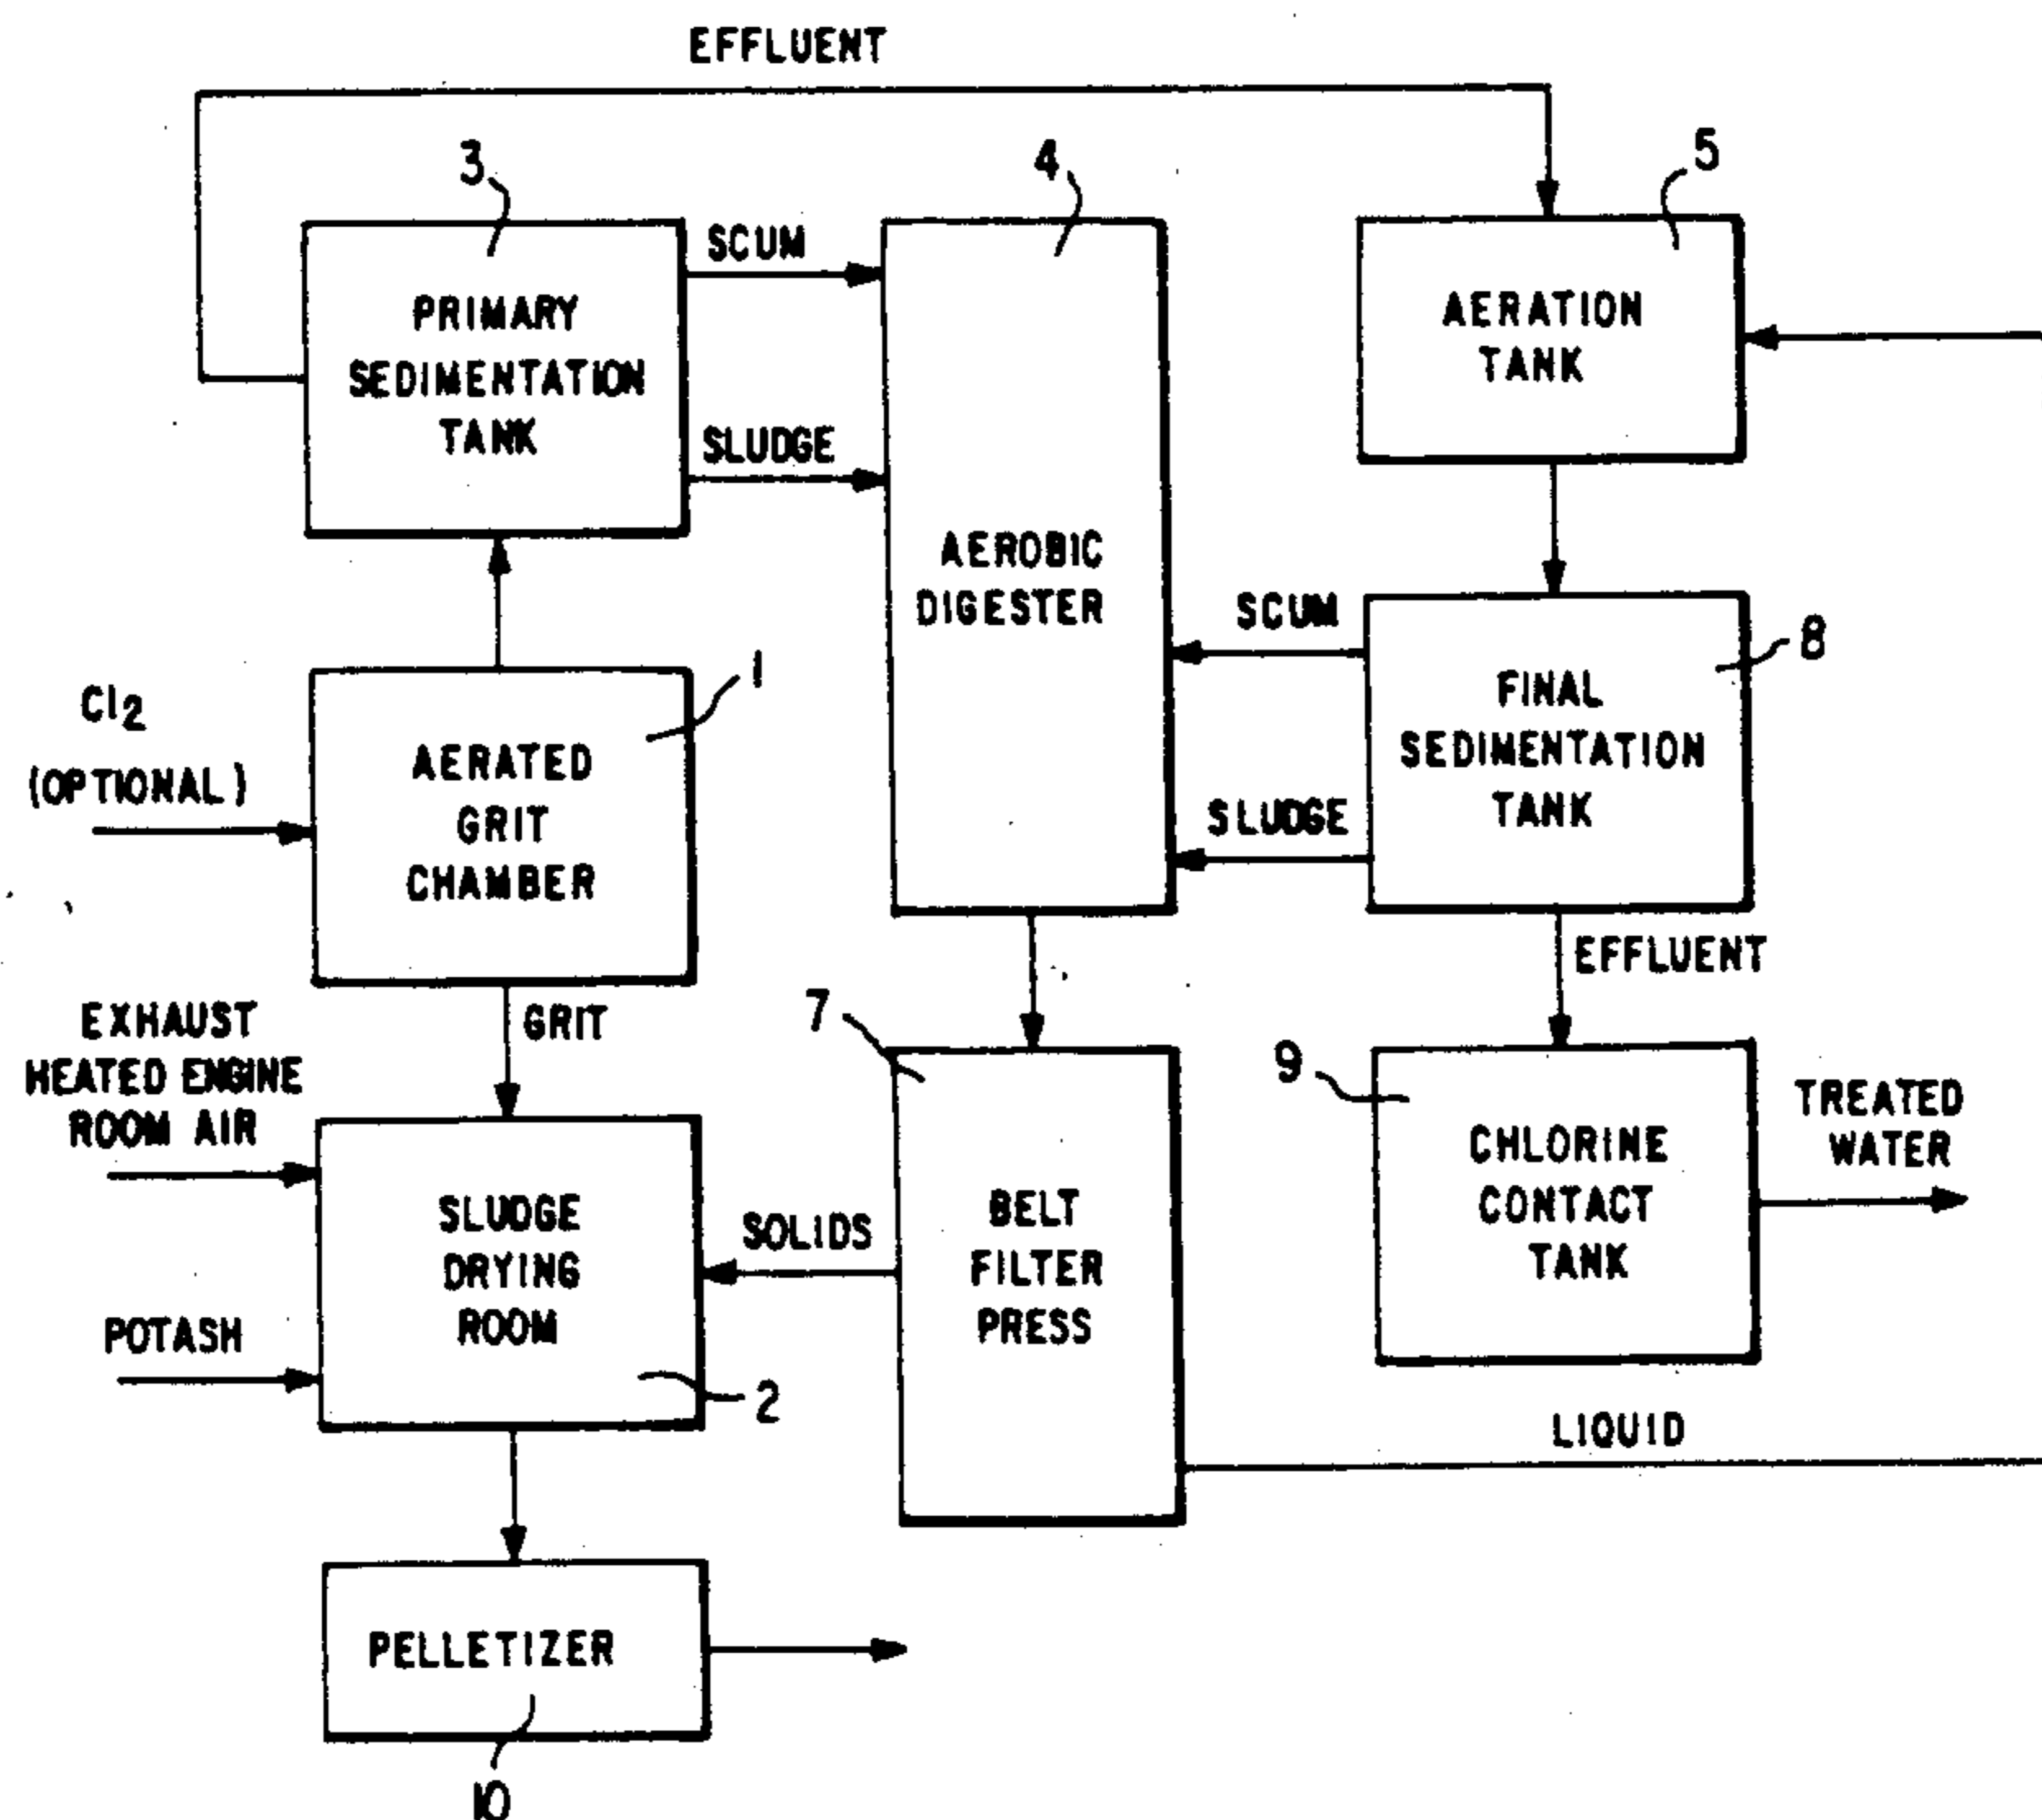 EFFLUENT
3
4
5
SCUM
PRIMARY
SEDIMENTATION
TANK
SLUDGE
AERATION
TANK
AEROBIC
DIGESTER
SCUM
8
FINAL
SEDIMENTATION
TANK
SLUDGE
Cl2
(OPTIONAL)
1
AERATED
GRIT
CHAMBER
EFFLUENT
GRIT
EXHAUST
HEATED ENGINE
ROOM AIR
7
9
TREATED
WATER
CHLORINE
CONTACT
TANK
SLUDGE
DRYING
ROOM
SOLIDS
BELT
FILTER
PRESS
POTASH
2
LIQUID
PELLETIZER
10